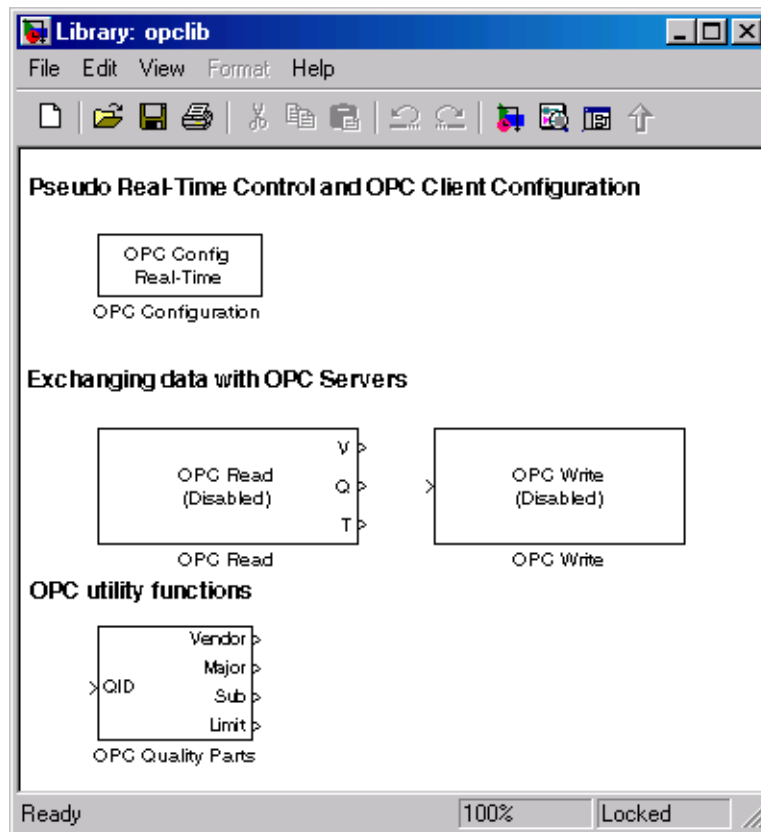 Library: opclib
File Edit View Format Help
Pseudo Real-Time Control and OPC Client Configuration
OPC Config
Real-Time
OPC Configuration
Exchanging data with OPC Servers
V
OPC Read
(Disabled)
Q
T
OPC Read
OPC Write
(Disabled)
OPC Write
OPC utility functions
Vendor
Major
QID
Sub
Limit
OPC Quality Parts
Ready 100% Locked